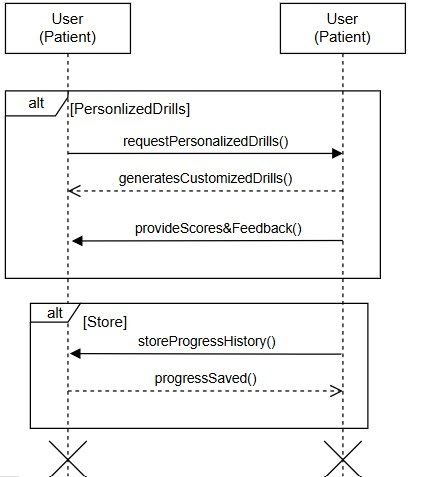 User
(Patient)
User
(Patient)
alt
[PersonlizedDrills]
requestPersonalizedDrills()
generatesCustomizedDrills()
provideScores&Feedback()
alt
[Store]
storeProgressHistory()
progressSaved()